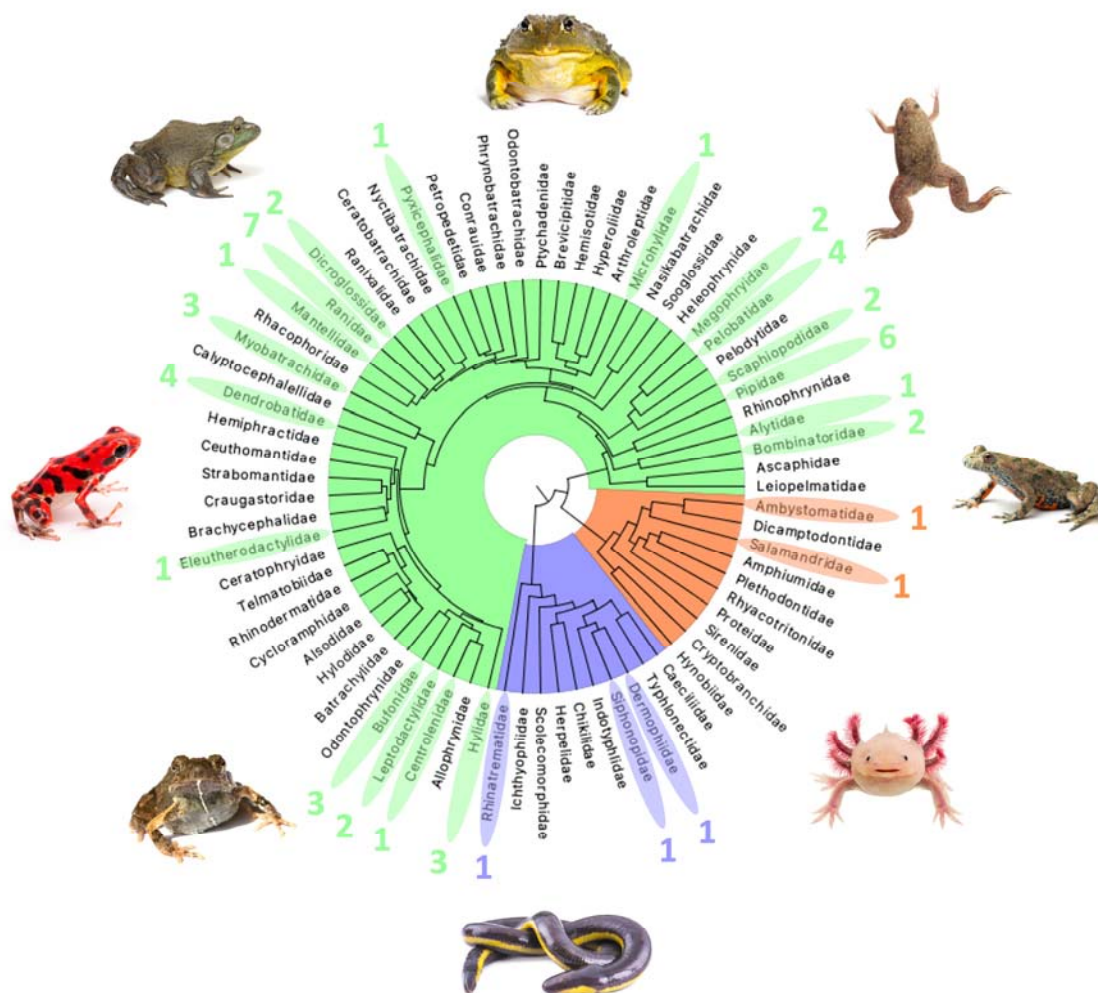 Odontobatrachidae
Ptychadenidae
Brevicipitidae
Hemisotidae
Hyperoliidae
Arthroleptidae
Microhylidae
1
Nasikabatrachidae
Sooglossidae
Heleophrynidae
Megophryidae
2
Pelobatidae
4
Pelodytidae
Scaphiopodidae
2
Pipidae
6
Rhinophrynidae
Alytidae
1
Bombinatoridae
2
Ascaphidae
Leiopelmatidae
Ambystomatidae
1
Dicamptodontidae
Salamandridae
1
Amphiumidae
Plethodontidae
Rhyacotritonidae
Proteidae
Sirenidae
Cryptobranchidae
Hynobiidae
Caeciliidae
Typhlonectidae
Dermophiidae
1
Siphonopidae
1
Indotyphlidae
Chikilidae
Herpelidae
Scolecomorphidae
Ichthyophiidae
Rhinatrematidae
1
Hylidae
3
Allophrynidae
Centrolenidae
1
Leptodactylidae
2
Bufonidae
3
Odontophrynidae
Batrachylidae
Hylodidae
Alsodidae
Cycloramphidae
Rhinodermatidae
Telmatobiidae
Ceratophryidae
Eleutherodactylidae
1
Brachycephalidae
Craugastoridae
Strabomantidae
Ceuthomantidae
Hemiphractidae
Dendrobatidae
4
Calyptocephalellidae
Myobatrachidae
3
Rhacophoridae
Mantellidae
1
Ranidae
7
Dicroglossidae
2
Ranixalidae
Ceratobatrachidae
Nyctibatrachidae
Pyxicephalidae
1
Petropedetidae
Conrauidae
Phrynobatrachidae